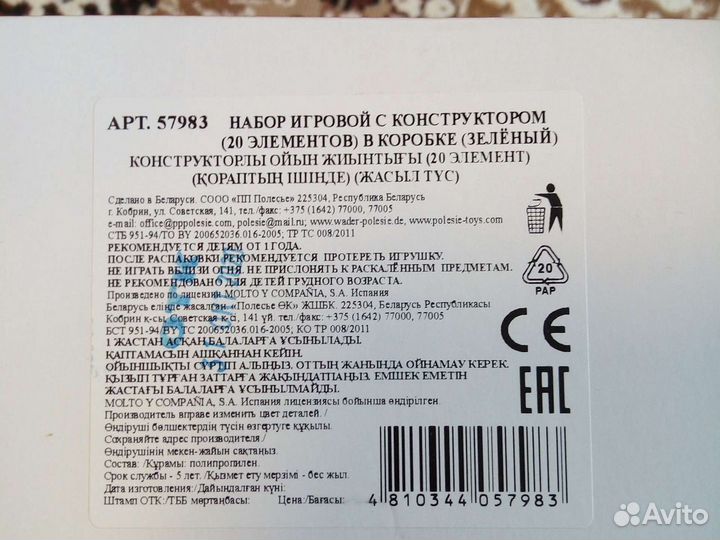 АРТ. 57983 НАБОР ИГРОВОЙ С КОНСТРУКТОРОМ
(20 ЭЛЕМЕНТОВ) В КОРОБКЕ (ЗЕЛЁНЫЙ)
КОНСТРУКТОРЛЫ ОЙЫН ЖИЫНТЫҒЫ (20 ЭЛЕМЕНТ)
(ҚОРАПТЫҢ ІШІНДЕ) (ЖАСЫЛ ТҮС)
Сделано в Беларуси. СООО «ПП Полесье» 225304, Республика Беларусь
г. Кобрин, ул. Советская, 141, тел./факс: +375 (1642) 77000, 77005
e-mail: office@pppolesie.com, polesie@mail.ru, www.wader-polesie.de, www.polesie-toys.com
СТБ 951-94/ТО BY 200652036.016-2005; ТР ТС 008/2011
РЕКОМЕНДУЕТСЯ ДЕТЯМ ОТ 1 ГОДА.
ПОСЛЕ РАСПАКОВКИ РЕКОМЕНДУЕТСЯ ПРОТЕРЕТЬ ИГРУШКУ.
НЕ ИГРАТЬ ВБЛИЗИ ОГНЯ. НЕ ПРИСЛОНЯТЬ К РАСКАЛЁННЫМ ПРЕДМЕТАМ.
НЕ РЕКОМЕНДОВАНО ДЛЯ ДЕТЕЙ ГРУДНОГО ВОЗРАСТА.
Произведено по лицензии MOLTO Y COMPAÑIA, S.A. Испания
Беларусь елінде жасалған. «Полесье ӨК» ЖШБК. 225304, Беларусь Республикасы
Кобрин қ-сы, Советская к-сі, 141 үй. тел./факс: +375 (1642) 77000, 77005
БСТ 951-94/BY ТС 200652036.016-2005; КО ТР 008/2011
1 ЖАСТАН АСҚАН БАЛАЛАРҒА ҰСЫНЫЛАДЫ.
ҚАПТАМАСЫН АШҚАННАН КЕЙІН.
ОЙЫНШЫҚТЫ СҮРТІП АЛЫҢЫЗ. ОТТЫҢ ЖАНЫНДА ОЙНАМАУ КЕРЕК.
ҚЫЗЫП ТҰРҒАН ЗАТТАРҒА ЖАҚЫНДАТПАҢЫЗ. ЕМШЕК ЕМЕТІН
ЖАСТАҒЫ БАЛАЛАРҒА ҰСЫНЫЛМАЙДЫ.
MOLTO Y COMPAÑIA, S.A. Испания лицензиясы бойынша өндірілген.
Производитель вправе изменить цвет деталей./
Өндіруші бөлшектердің түсін өзгертуге құқылы.
Сохраняйте адрес производителя./
Өндірушінің мекен-жайын сақтаңыз.
Состав: /Құрамы: полипропилен.
Срок службы - 5 лет. /Қызмет ету мерзімі - бес жыл.
Дата изготовления:/Дайындалған күні:
Штамп ОТК:/ТББ мөртаңбасы: Цена:/Бағасы:
20
PAP
CE
EAC
4 810344 057983
Avito